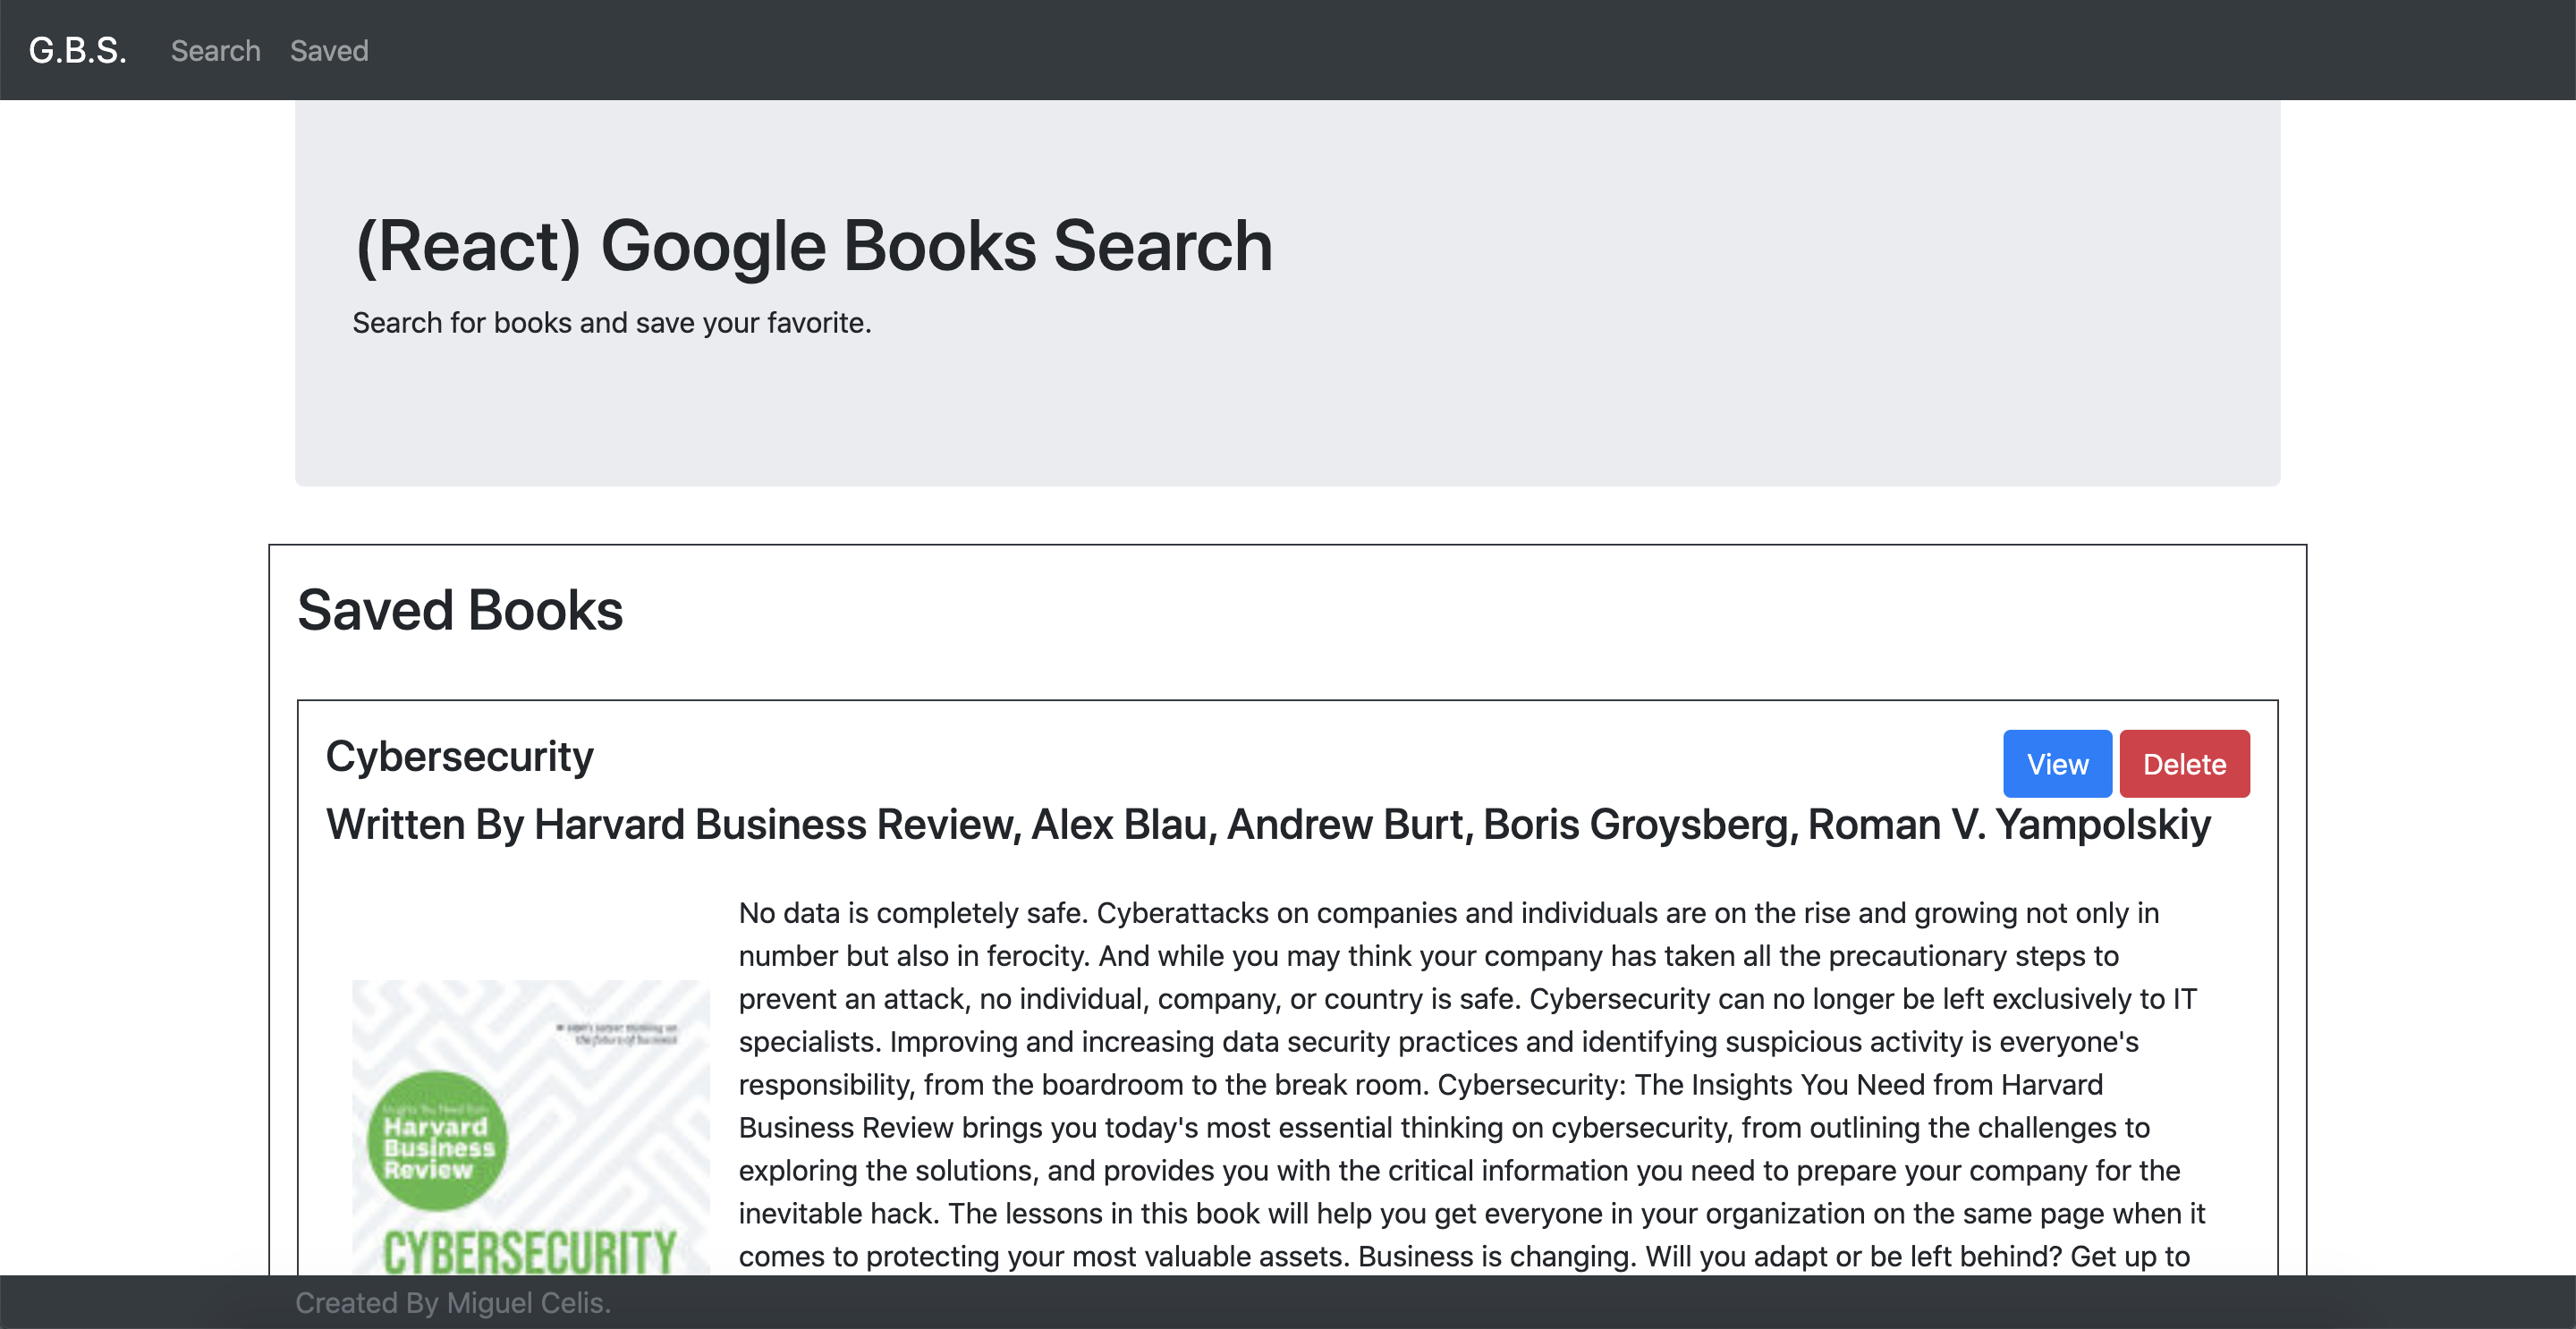 G.B.S. Search Saved
(React) Google Books Search
Search for books and save your favorite.
Saved Books
Cybersecurity
View Delete
Written By Harvard Business Review, Alex Blau, Andrew Burt, Boris Groysberg, Roman V. Yampolskiy
No data is completely safe. Cyberattacks on companies and individuals are on the rise and growing not only in
number but also in ferocity. And while you may think your company has taken all the precautionary steps to
prevent an attack, no individual, company, or country is safe. Cybersecurity can no longer be left exclusively to IT
specialists. Improving and increasing data security practices and identifying suspicious activity is everyone's
responsibility, from the boardroom to the break room. Cybersecurity: The Insights You Need from Harvard
Business Review brings you today's most essential thinking on cybersecurity, from outlining the challenges to
exploring the solutions, and provides you with the critical information you need to prepare your company for the
inevitable hack. The lessons in this book will help you get everyone in your organization on the same page when it
comes to protecting your most valuable assets. Business is changing. Will you adapt or be left behind? Get up to
the future of business
Harvard
Business
Review
CYBERSECURITY
Created By Miguel Celis.